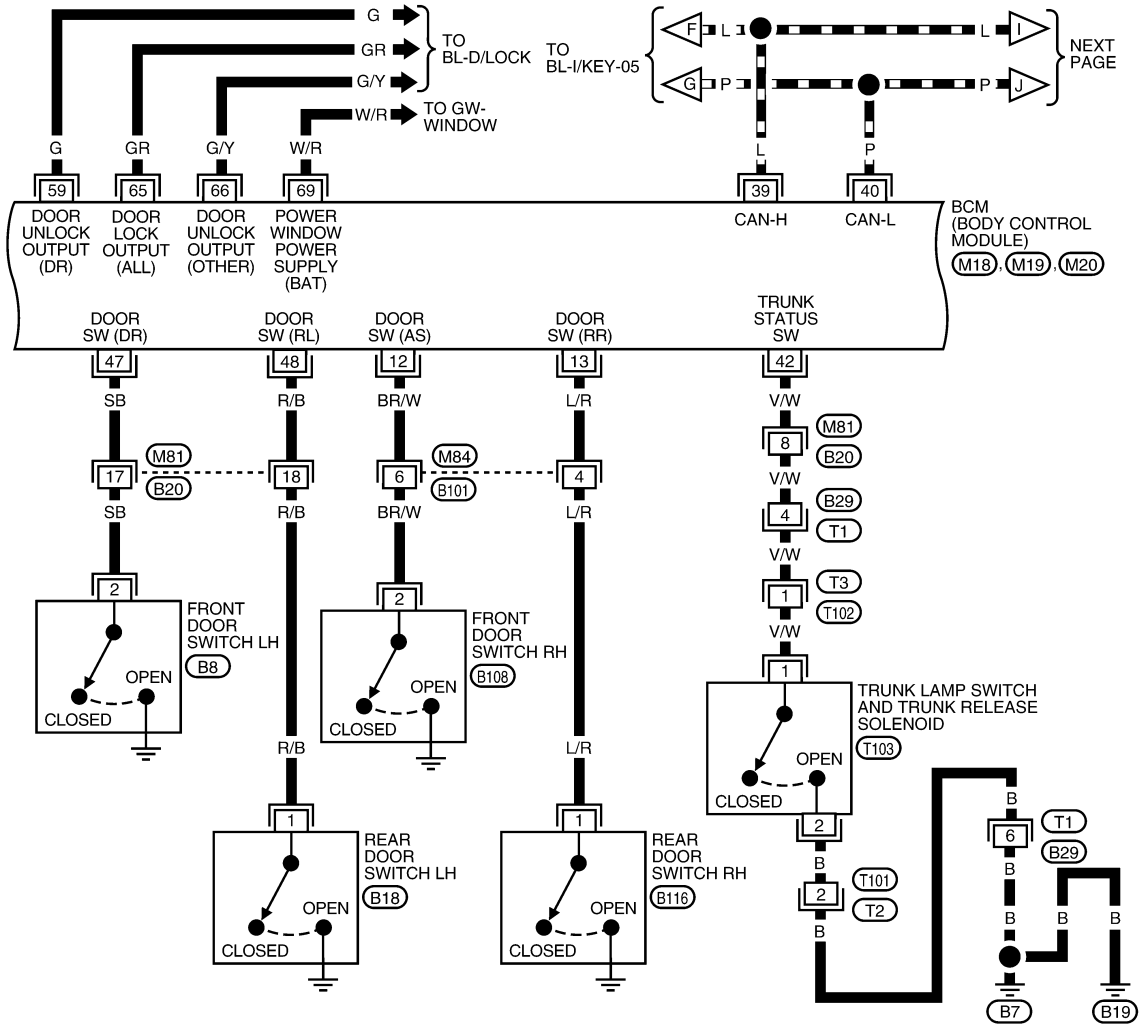 G
GR
G/Y
W/R
TO
BL-D/LOCK
TO GW-
WINDOW
TO
BL-I/KEY-05
F L L I
G P P J
NEXT
PAGE
G GR G/Y W/R L P
59 65 66 69 39 40
DOOR
UNLOCK
OUTPUT
(DR)
DOOR
LOCK
OUTPUT
(ALL)
DOOR
UNLOCK
OUTPUT
(OTHER)
POWER
WINDOW
POWER
SUPPLY
(BAT)
CAN-H
CAN-L
BCM
(BODY CONTROL
MODULE)
M18 , M19 , M20
DOOR
SW (DR)
DOOR
SW (RL)
DOOR
SW (AS)
DOOR
SW (RR)
TRUNK
STATUS
SW
47 48 12 13 42
SB R/B BR/W L/R V/W
17 M81 B20 18 6 M84 B101 4
8 M81 B20
SB R/B BR/W L/R V/W
4 B29 T1
V/W
1 T3 T102
V/W
2
FRONT
DOOR
SWITCH LH
B8
OPEN
CLOSED
2
FRONT
DOOR
SWITCH RH
B108
OPEN
CLOSED
1
TRUNK LAMP SWITCH
AND TRUNK RELEASE
SOLENOID
T103
OPEN
CLOSED
2
R/B L/R
1
REAR
DOOR
SWITCH LH
B18
OPEN
CLOSED
1
REAR
DOOR
SWITCH RH
B116
OPEN
CLOSED
B
2 T101 T2
B
B
6 T1 B29
B
B B B
B7 B19